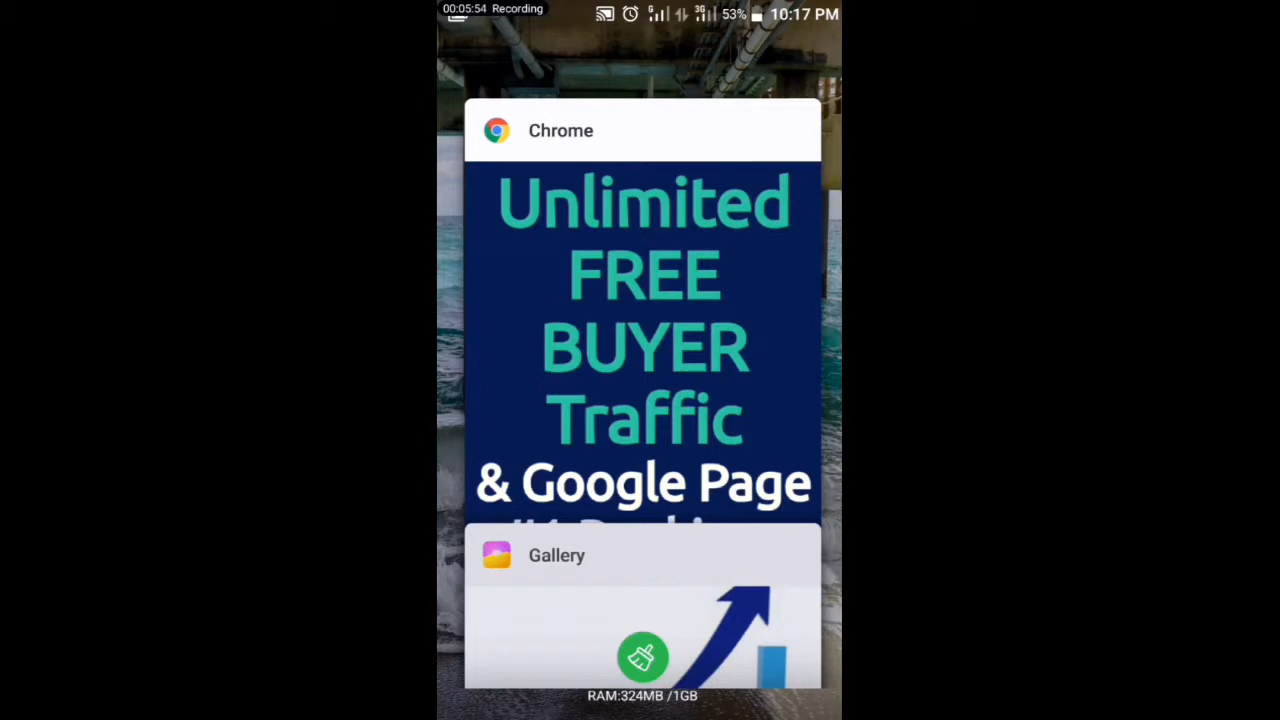 00:05:54 Recording
G 3G 53% 10:17 PM
Chrome
Unlimited
FREE
BUYER
Traffic
& Google Page
Gallery
RAM:324MB /1GB